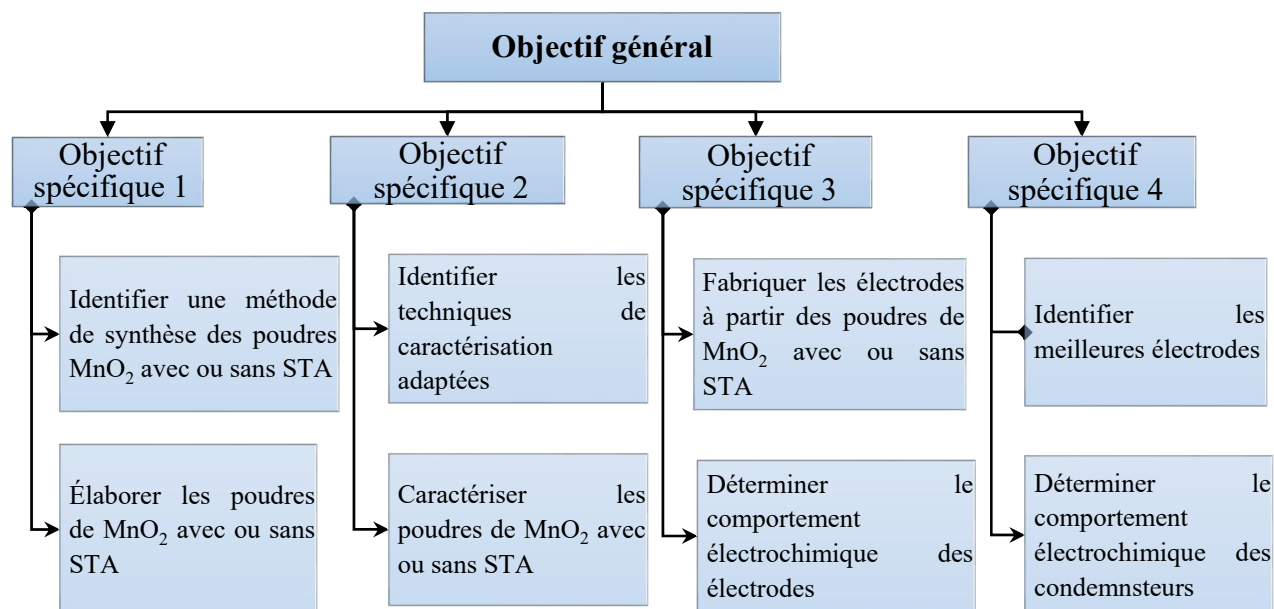 Objectif général
Objectif
spécifique 1
Objectif
spécifique 2
Objectif
spécifique 3
Objectif
spécifique 4
Identifier une méthode
de synthèse des poudres
MnO₂ avec ou sans STA
Identifier les
techniques de
caractérisation
adaptées
Fabriquer les électrodes
à partir des poudres de
MnO₂ avec ou sans
STA
Identifier les
meilleures électrodes
Élaborer les poudres
de MnO₂ avec ou sans
STA
Caractériser les
poudres de MnO₂ avec
ou sans STA
Déterminer le
comportement
électrochimique des
électrodes
Déterminer le
comportement
électrochimique des
condemnsteurs